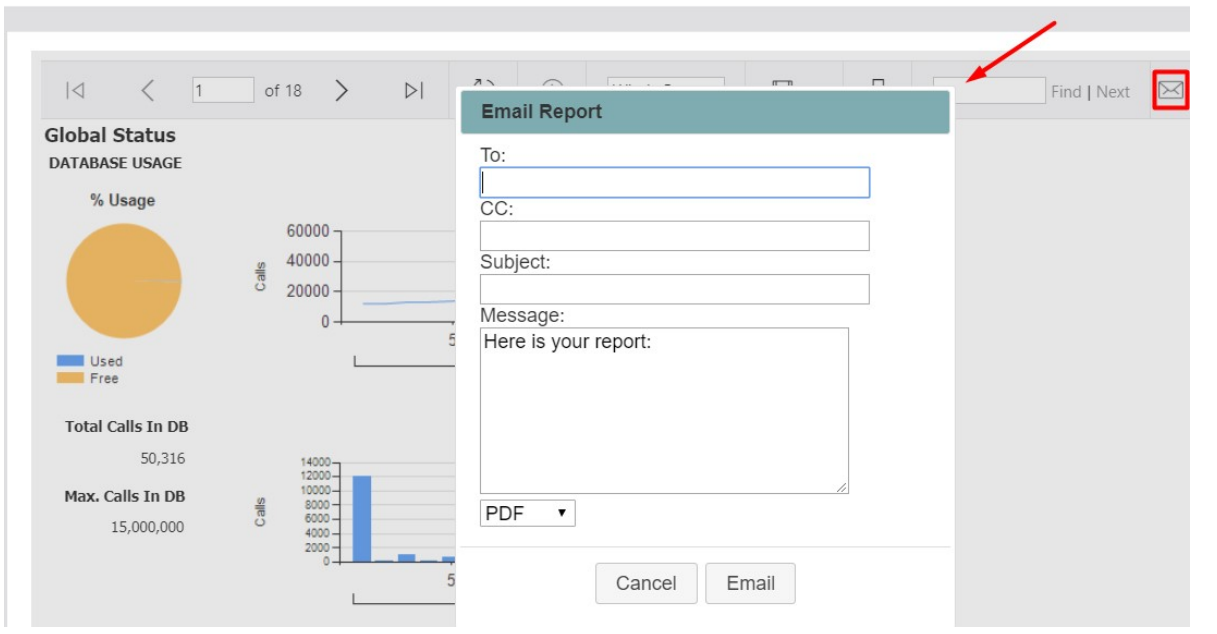 1 of 18 Find | Next
Email Report
Global Status
DATABASE USAGE
% Usage
Used
Free
Total Calls In DB
50,316
Max. Calls In DB
15,000,000
60000
40000
20000
0
Calls
5
14000
12000
10000
8000
6000
4000
2000
0
Calls
5
To:
CC:
Subject:
Message:
Here is your report:
PDF
Cancel Email